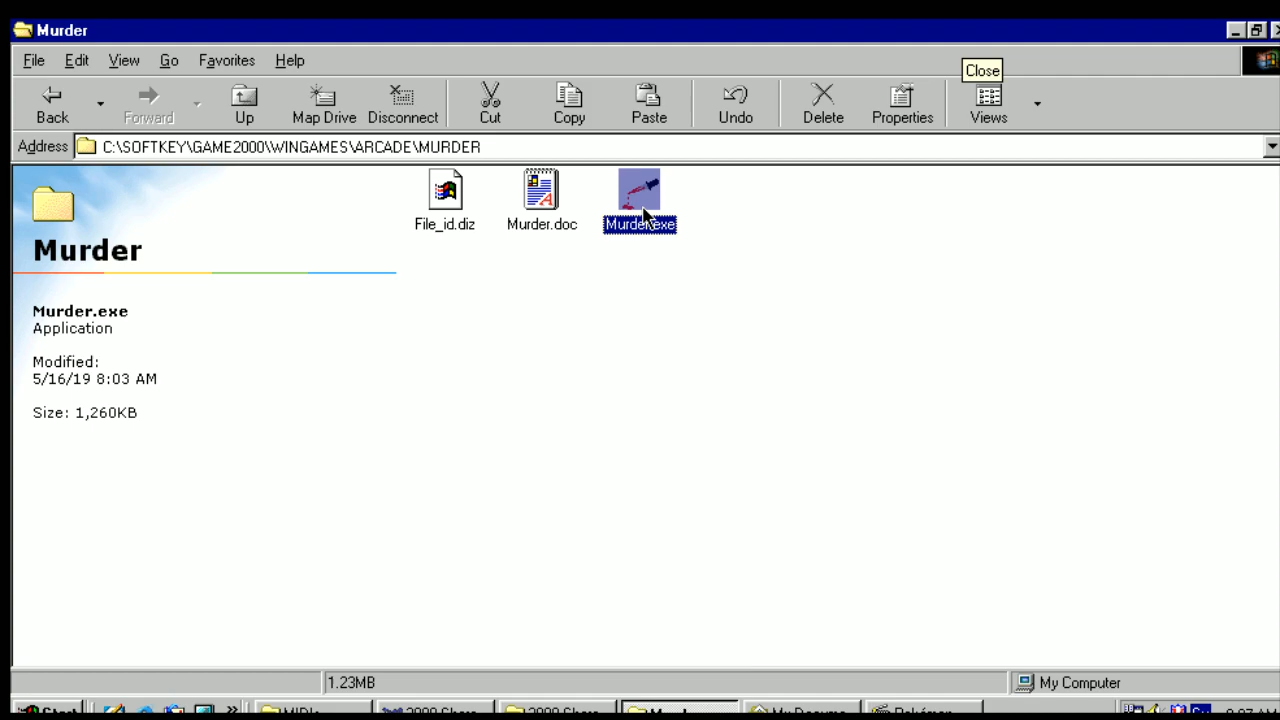 Murder
File Edit View Go Favorites Help
Close
Back Forward Up Map Drive Disconnect Cut Copy Paste Undo Delete Properties Views
Address C:\SOFTKEY\GAME2000\WINGAMES\ARCADE\MURDER
File_id.diz Murder.doc Murder.exe
Murder
Murder.exe
Application
Modified:
5/16/19 8:03 AM
Size: 1,260KB
1.23MB My Computer
Start